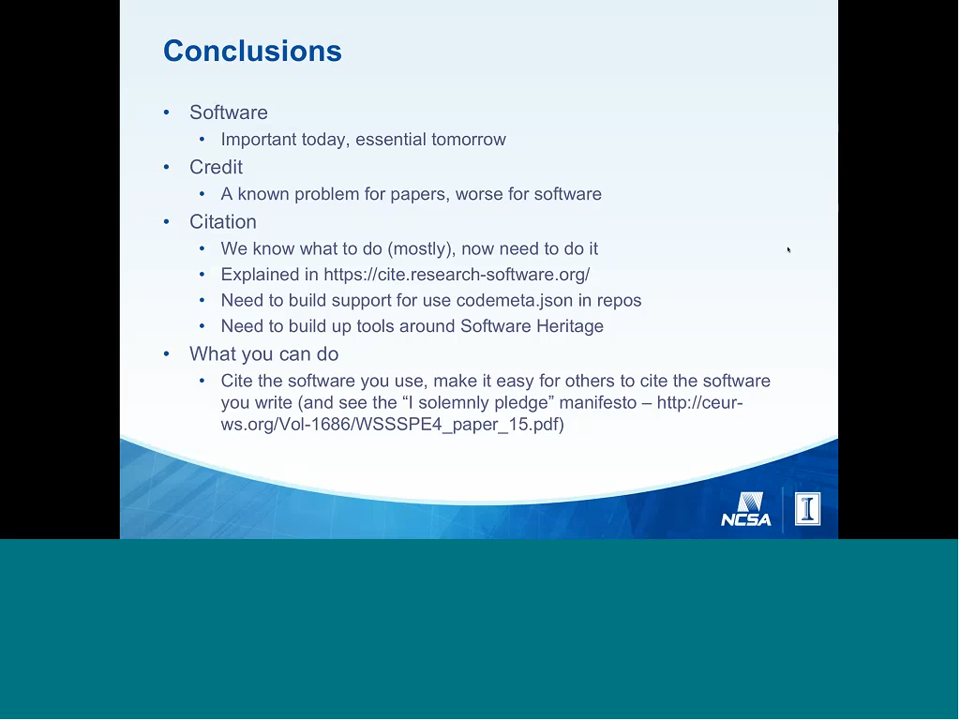 Conclusions
• Software
• Important today, essential tomorrow
• Credit
• A known problem for papers, worse for software
• Citation
• We know what to do (mostly), now need to do it
• Explained in https://cite.research-software.org/
• Need to build support for use codemeta.json in repos
• Need to build up tools around Software Heritage
• What you can do
• Cite the software you use, make it easy for others to cite the software
you write (and see the “I solemnly pledge” manifesto – http://ceur-
ws.org/Vol-1686/WSSSPE4_paper_15.pdf)
NCSA
I